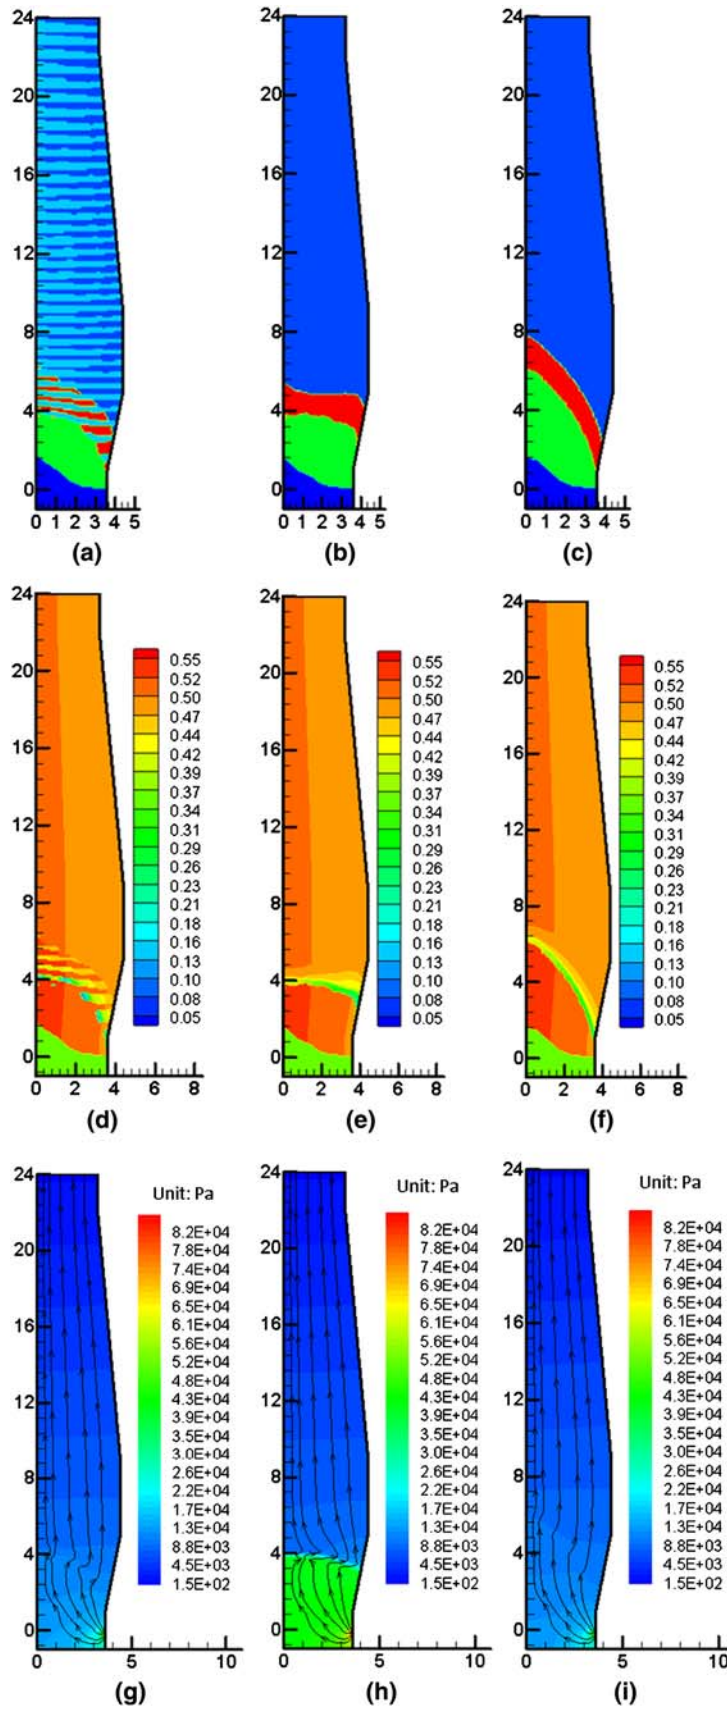 24
20
16
12
8
4
0
0 1 2 3 4 5
(a)
24
20
16
12
8
4
0
0 1 2 3 4 5
(b)
24
20
16
12
8
4
0
0 1 2 3 4 5
(c)
24
20
16
12
8
4
0
0 2 4 6 8
0.55
0.52
0.50
0.47
0.44
0.42
0.39
0.37
0.34
0.31
0.29
0.26
0.23
0.21
0.18
0.16
0.13
0.10
0.08
0.05
(d)
24
20
16
12
8
4
0
0 2 4 6 8
0.55
0.52
0.50
0.47
0.44
0.42
0.39
0.37
0.34
0.31
0.29
0.26
0.23
0.21
0.18
0.16
0.13
0.10
0.08
0.05
(e)
24
20
16
12
8
4
0
0 2 4 6 8
0.55
0.52
0.50
0.47
0.44
0.42
0.39
0.37
0.34
0.31
0.29
0.26
0.23
0.21
0.18
0.16
0.13
0.10
0.08
0.05
(f)
24
20
16
12
8
4
0
0 5 10
Unit: Pa
8.2E+04
7.8E+04
7.4E+04
6.9E+04
6.5E+04
6.1E+04
5.6E+04
5.2E+04
4.8E+04
4.3E+04
3.9E+04
3.5E+04
3.0E+04
2.6E+04
2.2E+04
1.7E+04
1.3E+04
8.8E+03
4.5E+03
1.5E+02
(g)
24
20
16
12
8
4
0
0 5 10
Unit: Pa
8.2E+04
7.8E+04
7.4E+04
6.9E+04
6.5E+04
6.1E+04
5.6E+04
5.2E+04
4.8E+04
4.3E+04
3.9E+04
3.5E+04
3.0E+04
2.6E+04
2.2E+04
1.7E+04
1.3E+04
8.8E+03
4.5E+03
1.5E+02
(h)
24
20
16
12
8
4
0
0 5 10
Unit: Pa
8.2E+04
7.8E+04
7.4E+04
6.9E+04
6.5E+04
6.1E+04
5.6E+04
5.2E+04
4.8E+04
4.3E+04
3.9E+04
3.5E+04
3.0E+04
2.6E+04
2.2E+04
1.7E+04
1.3E+04
8.8E+03
4.5E+03
1.5E+02
(i)